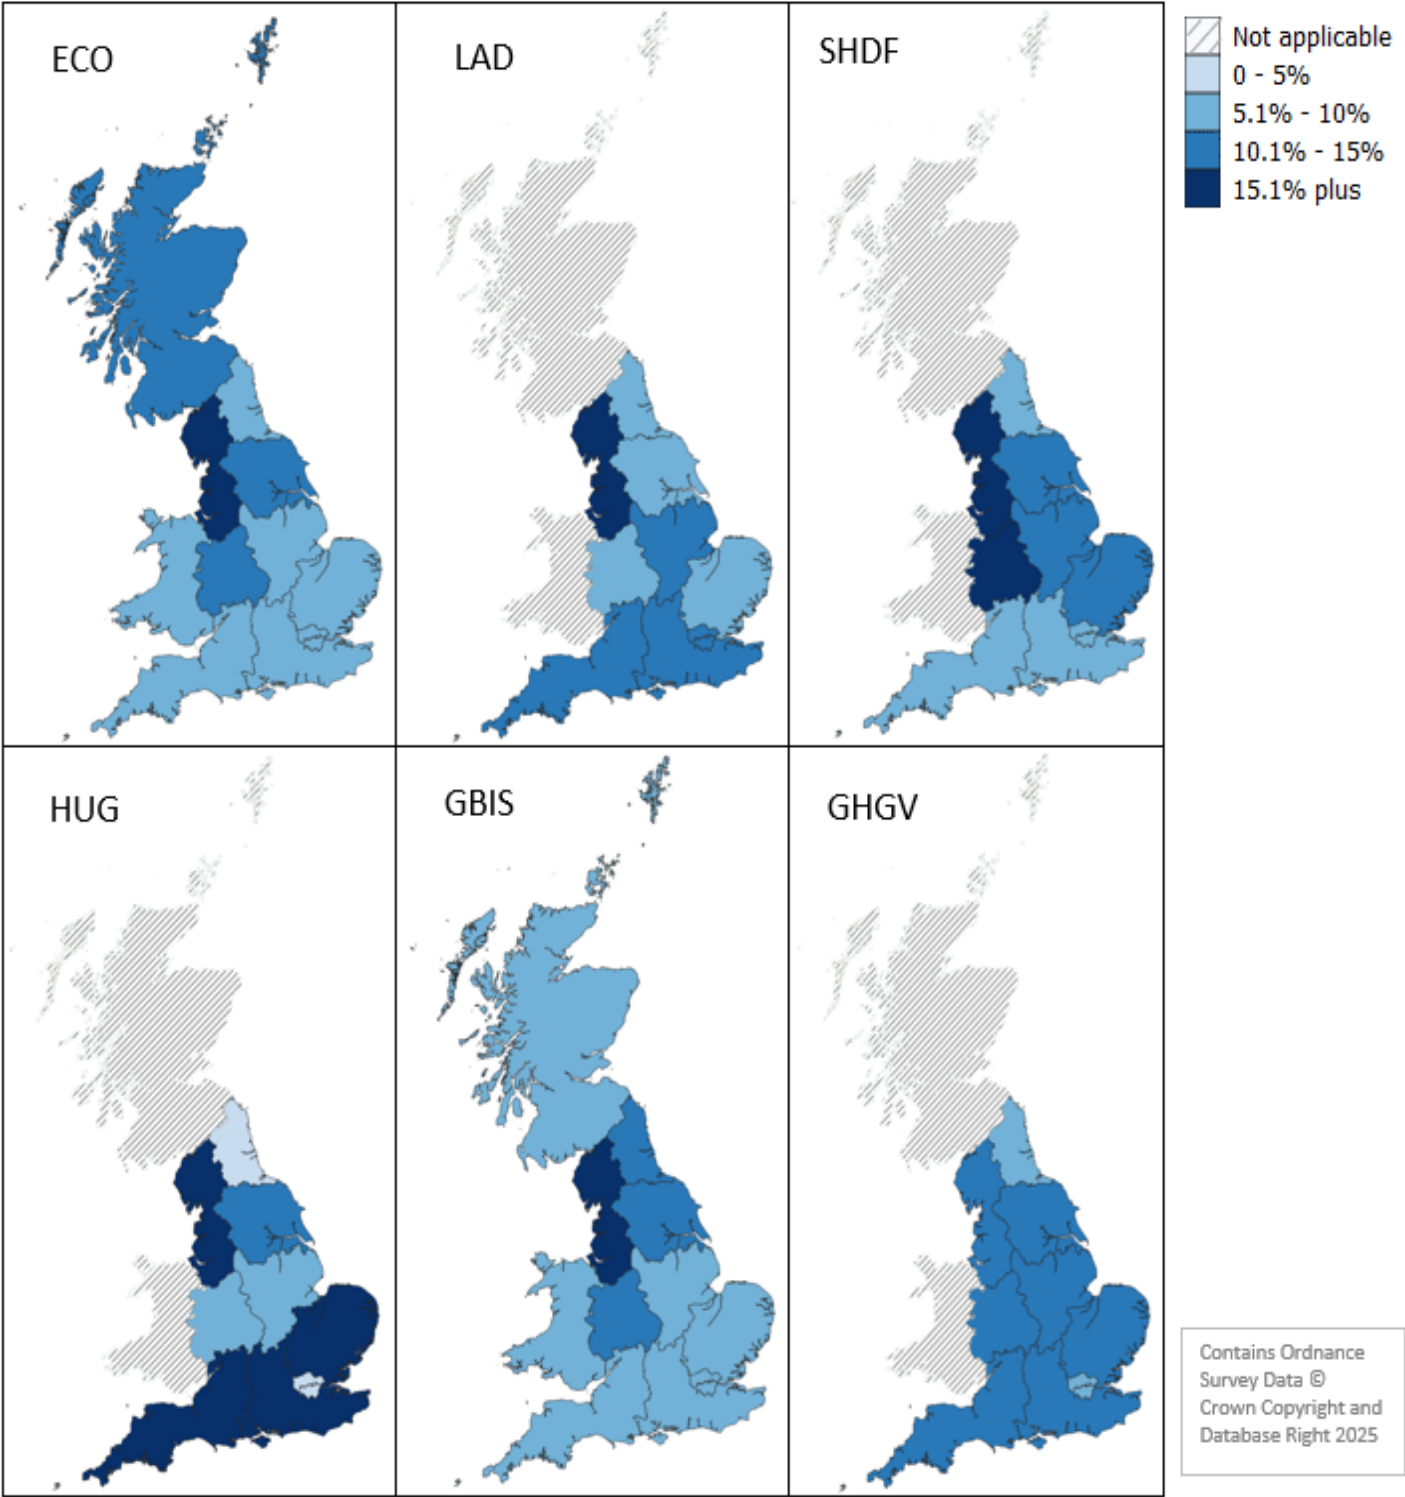 ECO
LAD
SHDF
Not applicable
0 - 5%
5.1% - 10%
10.1% - 15%
15.1% plus
HUG
GBIS
GHGV
Contains Ordnance
Survey Data ©
Crown Copyright and
Database Right 2025